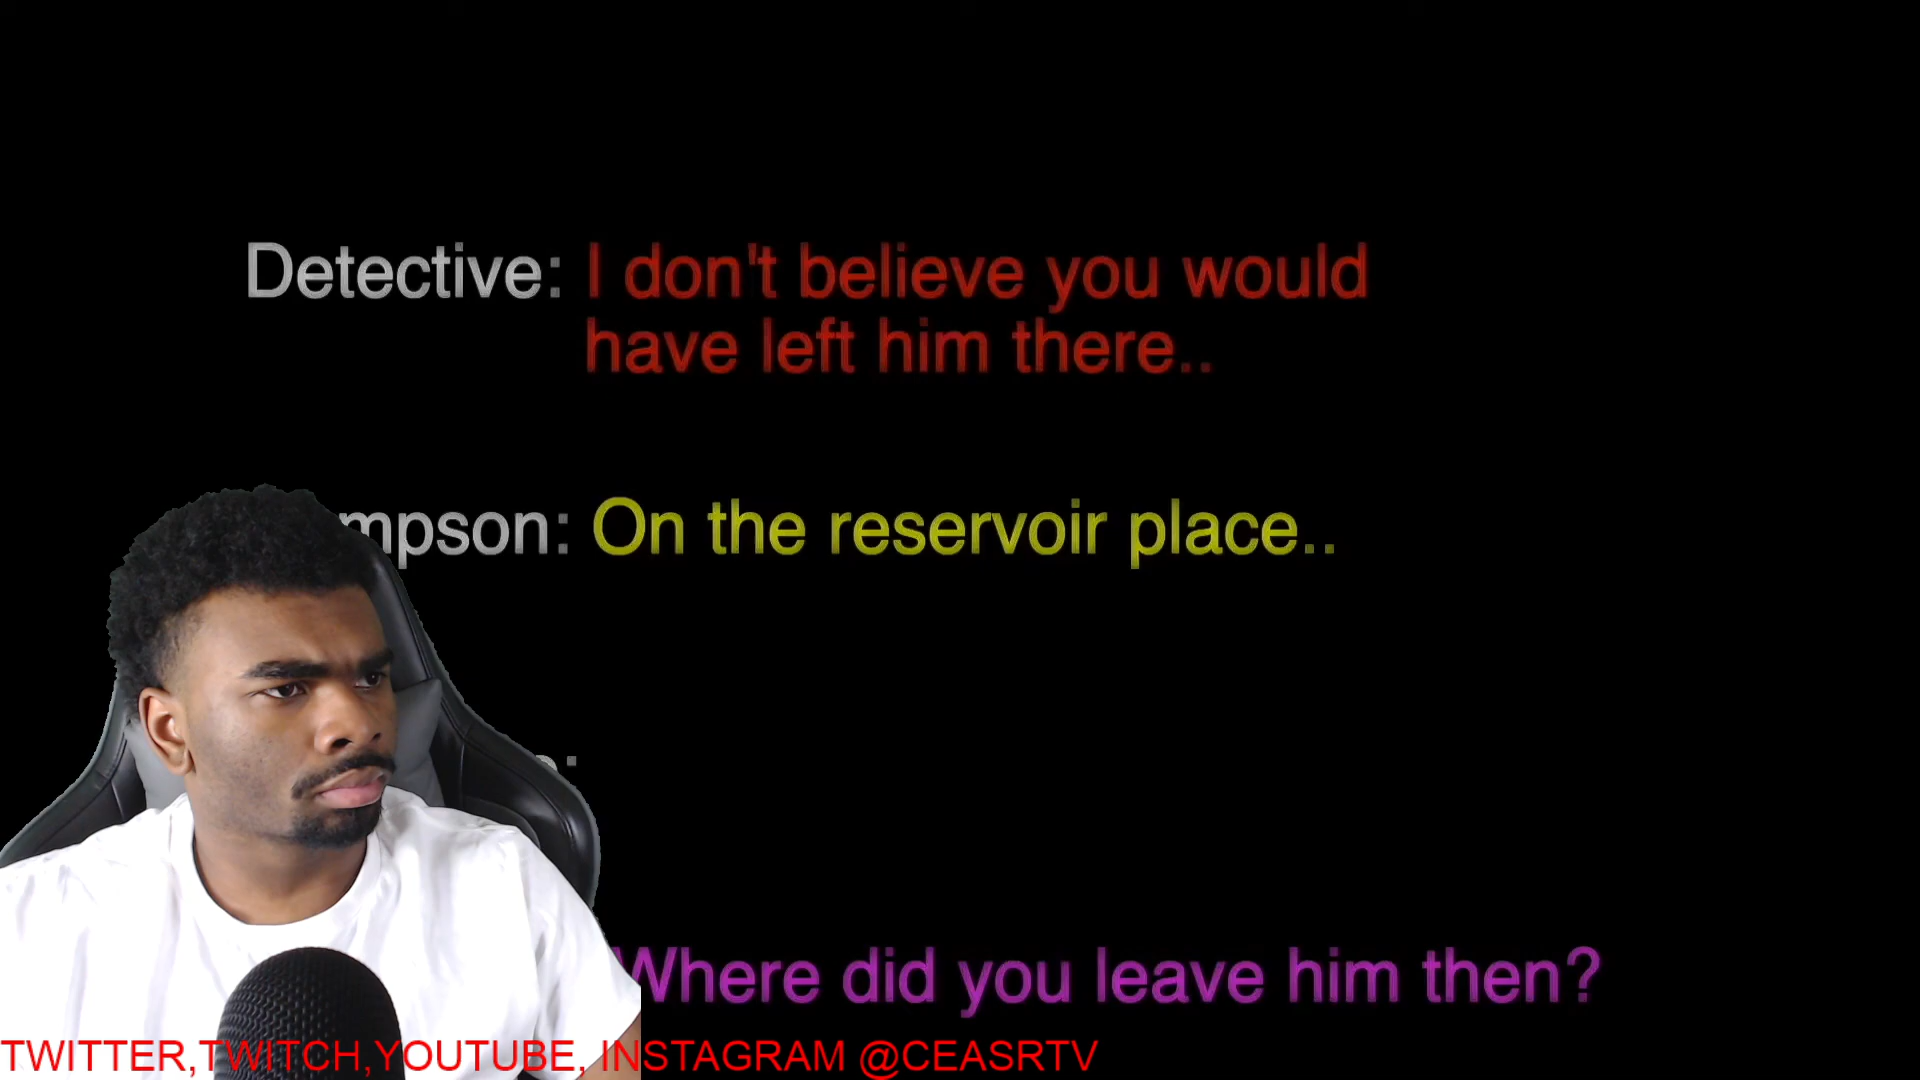 Detective: I don't believe you would
have left him there..
mpson: On the reservoir place..
Where did you leave him then?
TWITTER,TWITCH,YOUTUBE, INSTAGRAM @CEASRTV